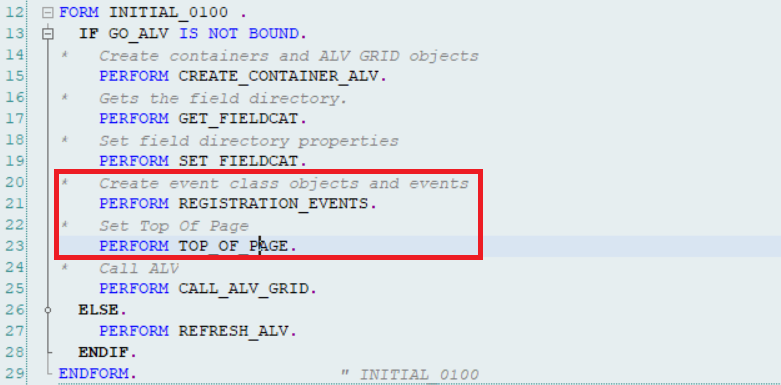 12 FORM INITIAL_0100 .
13 IF GO_ALV IS NOT BOUND.
14 * Create containers and ALV GRID objects
15 PERFORM CREATE_CONTAINER_ALV.
16 * Gets the field directory.
17 PERFORM GET_FIELDCAT.
18 * Set field directory properties
19 PERFORM SET_FIELDCAT.
20 * Create event class objects and events
21 PERFORM REGISTRATION_EVENTS.
22 * Set Top Of Page
23 PERFORM TOP_OF_PAGE.
24 * Call ALV
25 PERFORM CALL_ALV_GRID.
26 ELSE.
27 PERFORM REFRESH_ALV.
28 ENDIF.
29 ENDFORM. " INITIAL_0100